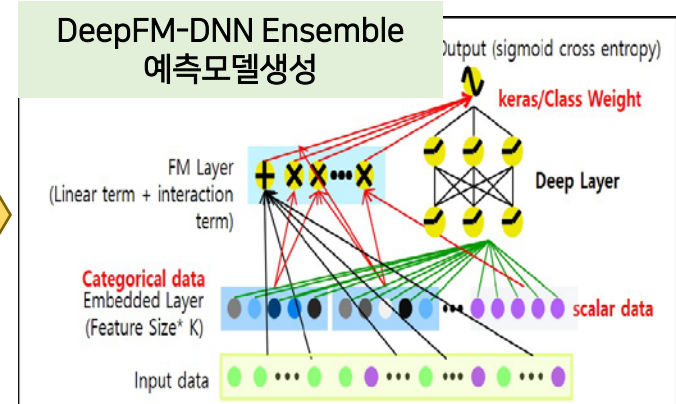 DeepFM-DNN Ensemble
예측모델생성
Output (sigmoid cross entropy)
keras/Class Weight
FM Layer
(Linear term + interaction
term)
Deep Layer
Categorical data
Embedded Layer
(Feature Size* K)
scalar data
Input data